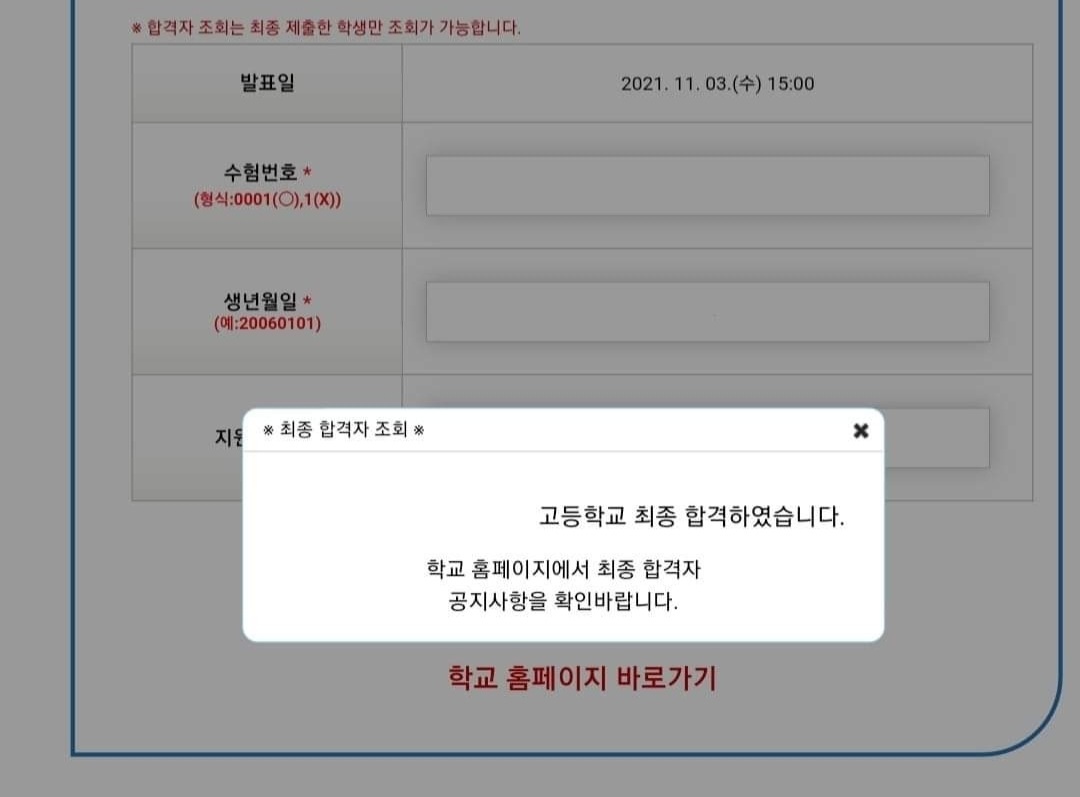 ※ 합격자 조회는 최종 제출한 학생만 조회가 가능합니다.
발표일
2021. 11. 03.(수) 15:00
수험번호 *
(형식:0001(○),1(X))
생년월일 *
(예:20060101)
※ 최종 합격자 조회 ※
✖
고등학교 최종 합격하였습니다.
학교 홈페이지에서 최종 합격자
공지사항을 확인바랍니다.
학교 홈페이지 바로가기